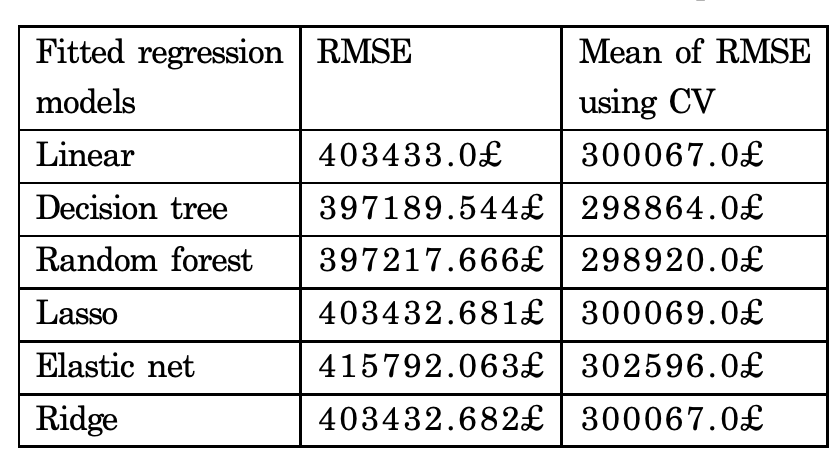 Fitted regression models | RMSE | Mean of RMSE using CV
Linear | 403433.0£ | 300067.0£
Decision tree | 397189.544£ | 298864.0£
Random forest | 397217.666£ | 298920.0£
Lasso | 403432.681£ | 300069.0£
Elastic net | 415792.063£ | 302596.0£
Ridge | 403432.682£ | 300067.0£